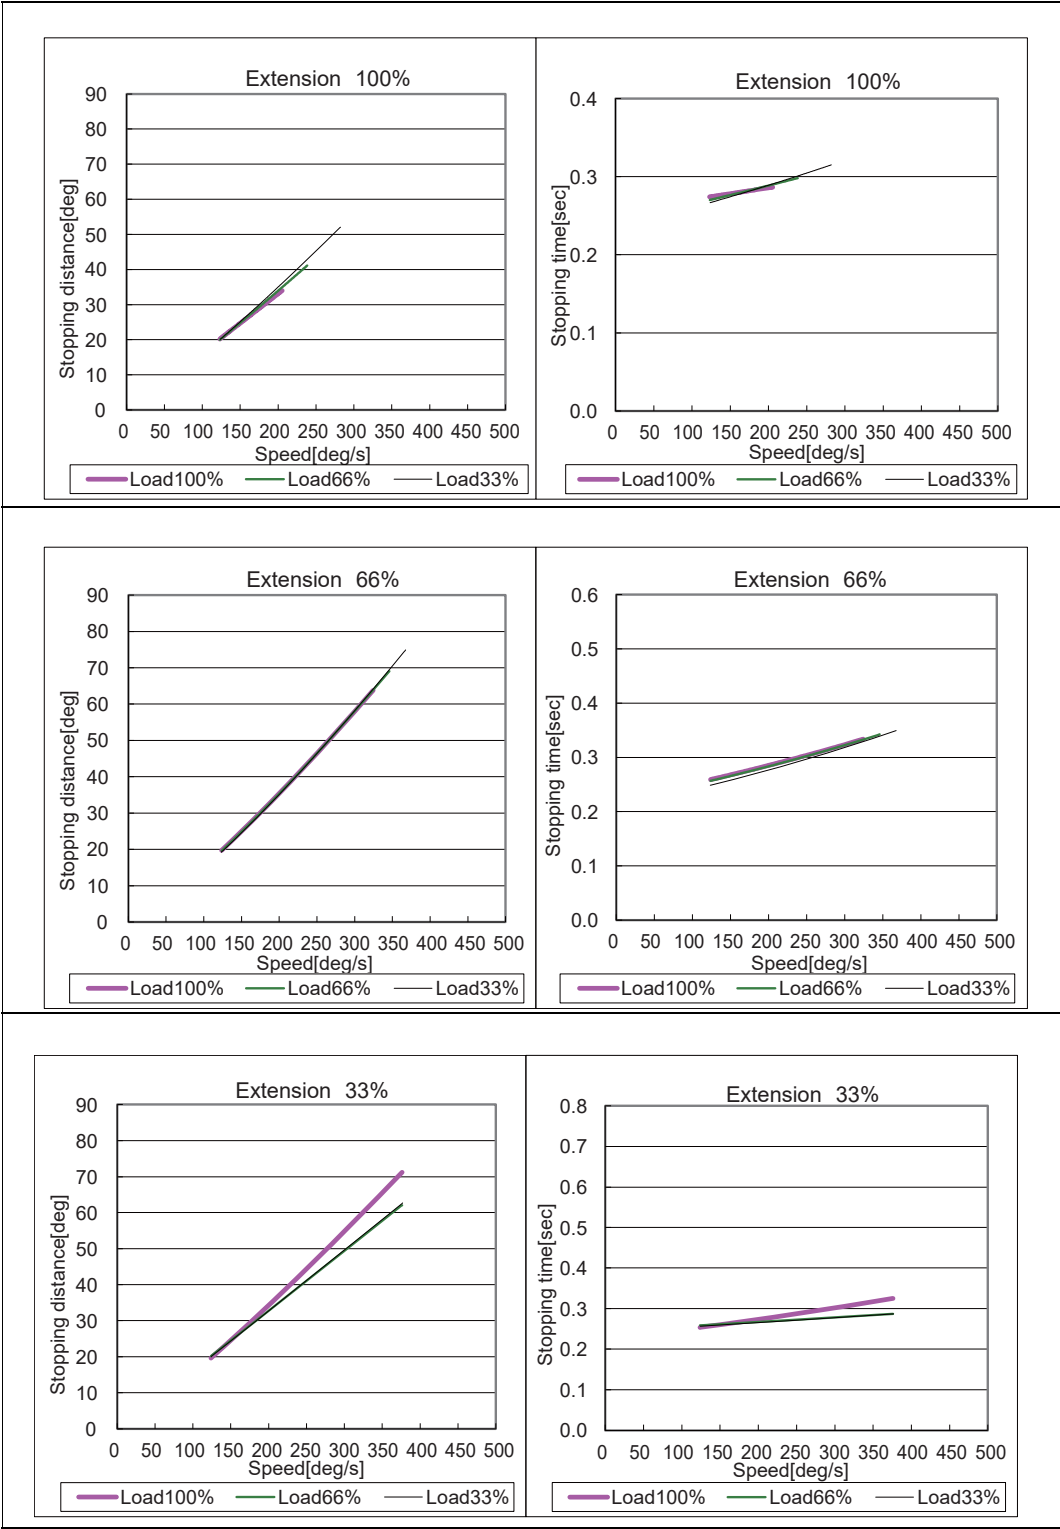 Extension 100%
Stopping distance[deg]
90
80
70
60
50
40
30
20
10
0
0 50 100 150 200 250 300 350 400 450 500
Speed[deg/s]
Load100% Load66% Load33%
Extension 100%
Stopping time[sec]
0.4
0.3
0.2
0.1
0.0
0 50 100 150 200 250 300 350 400 450 500
Speed[deg/s]
Load100% Load66% Load33%
Extension 66%
Stopping distance[deg]
90
80
70
60
50
40
30
20
10
0
0 50 100 150 200 250 300 350 400 450 500
Speed[deg/s]
Load100% Load66% Load33%
Extension 66%
Stopping time[sec]
0.6
0.5
0.4
0.3
0.2
0.1
0.0
0 50 100 150 200 250 300 350 400 450 500
Speed[deg/s]
Load100% Load66% Load33%
Extension 33%
Stopping distance[deg]
90
80
70
60
50
40
30
20
10
0
0 50 100 150 200 250 300 350 400 450 500
Speed[deg/s]
Load100% Load66% Load33%
Extension 33%
Stopping time[sec]
0.8
0.7
0.6
0.5
0.4
0.3
0.2
0.1
0.0
0 50 100 150 200 250 300 350 400 450 500
Speed[deg/s]
Load100% Load66% Load33%